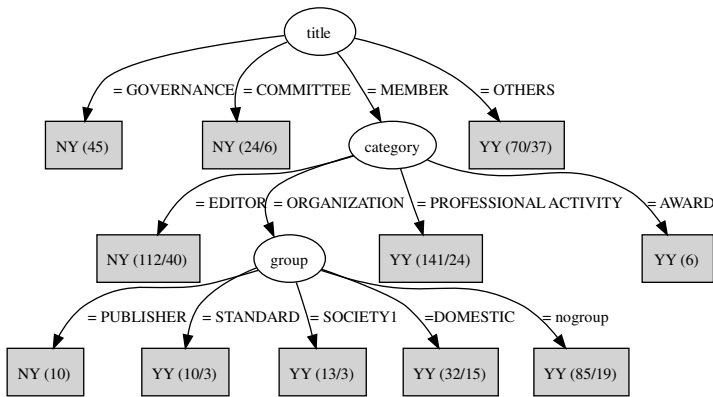 title
= GOVERNANCE = COMMITTEE = MEMBER = OTHERS
NY (45) NY (24/6) category YY (70/37)
= EDITOR = ORGANIZATION = PROFESSIONAL ACTIVITY = AWARD
NY (112/40) group YY (141/24) YY (6)
= PUBLISHER = STANDARD = SOCIETY1 =DOMESTIC = nogroup
NY (10) YY (10/3) YY (13/3) YY (32/15) YY (85/19)